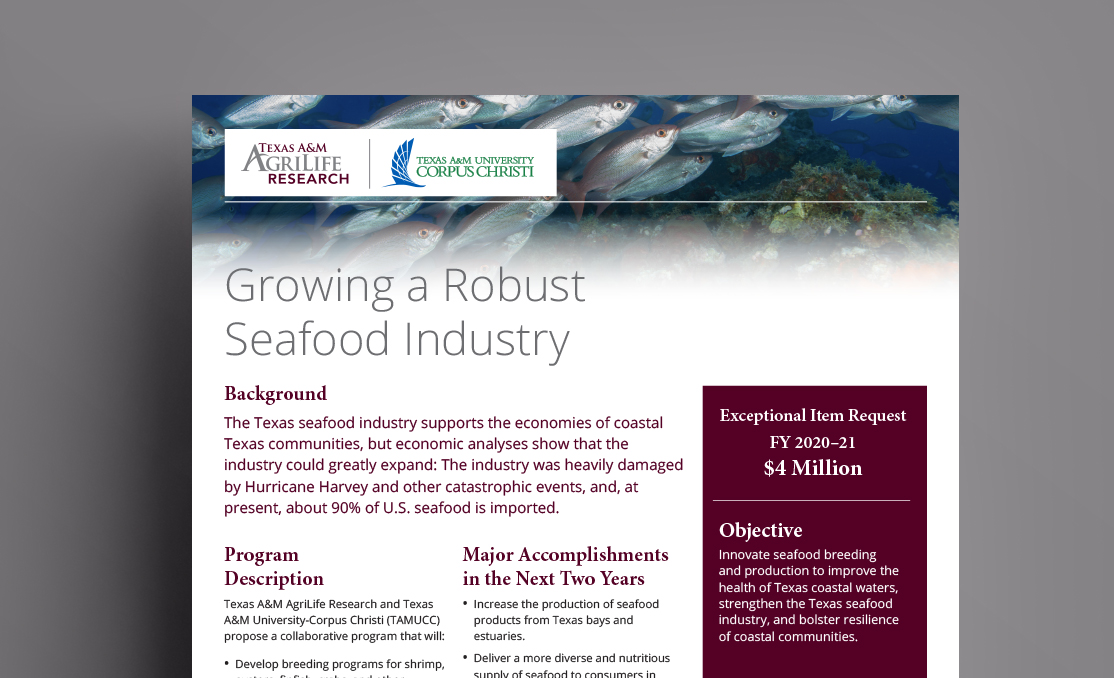 TEXAS A&M
AGRILIFE
RESEARCH
TEXAS A&M UNIVERSITY
CORPUS CHRISTI
Growing a Robust
Seafood Industry
Background
The Texas seafood industry supports the economies of coastal
Texas communities, but economic analyses show that the
industry could greatly expand: The industry was heavily damaged
by Hurricane Harvey and other catastrophic events, and, at
present, about 90% of U.S. seafood is imported.
Program
Description
Texas A&M AgriLife Research and Texas
A&M University-Corpus Christi (TAMUCC)
propose a collaborative program that will:
• Develop breeding programs for shrimp,
Major Accomplishments
in the Next Two Years
• Increase the production of seafood
products from Texas bays and
estuaries.
• Deliver a more diverse and nutritious
supply of seafood to consumers in
Exceptional Item Request
FY 2020–21
$4 Million
Objective
Innovate seafood breeding
and production to improve the
health of Texas coastal waters,
strengthen the Texas seafood
industry, and bolster resilience
of coastal communities.